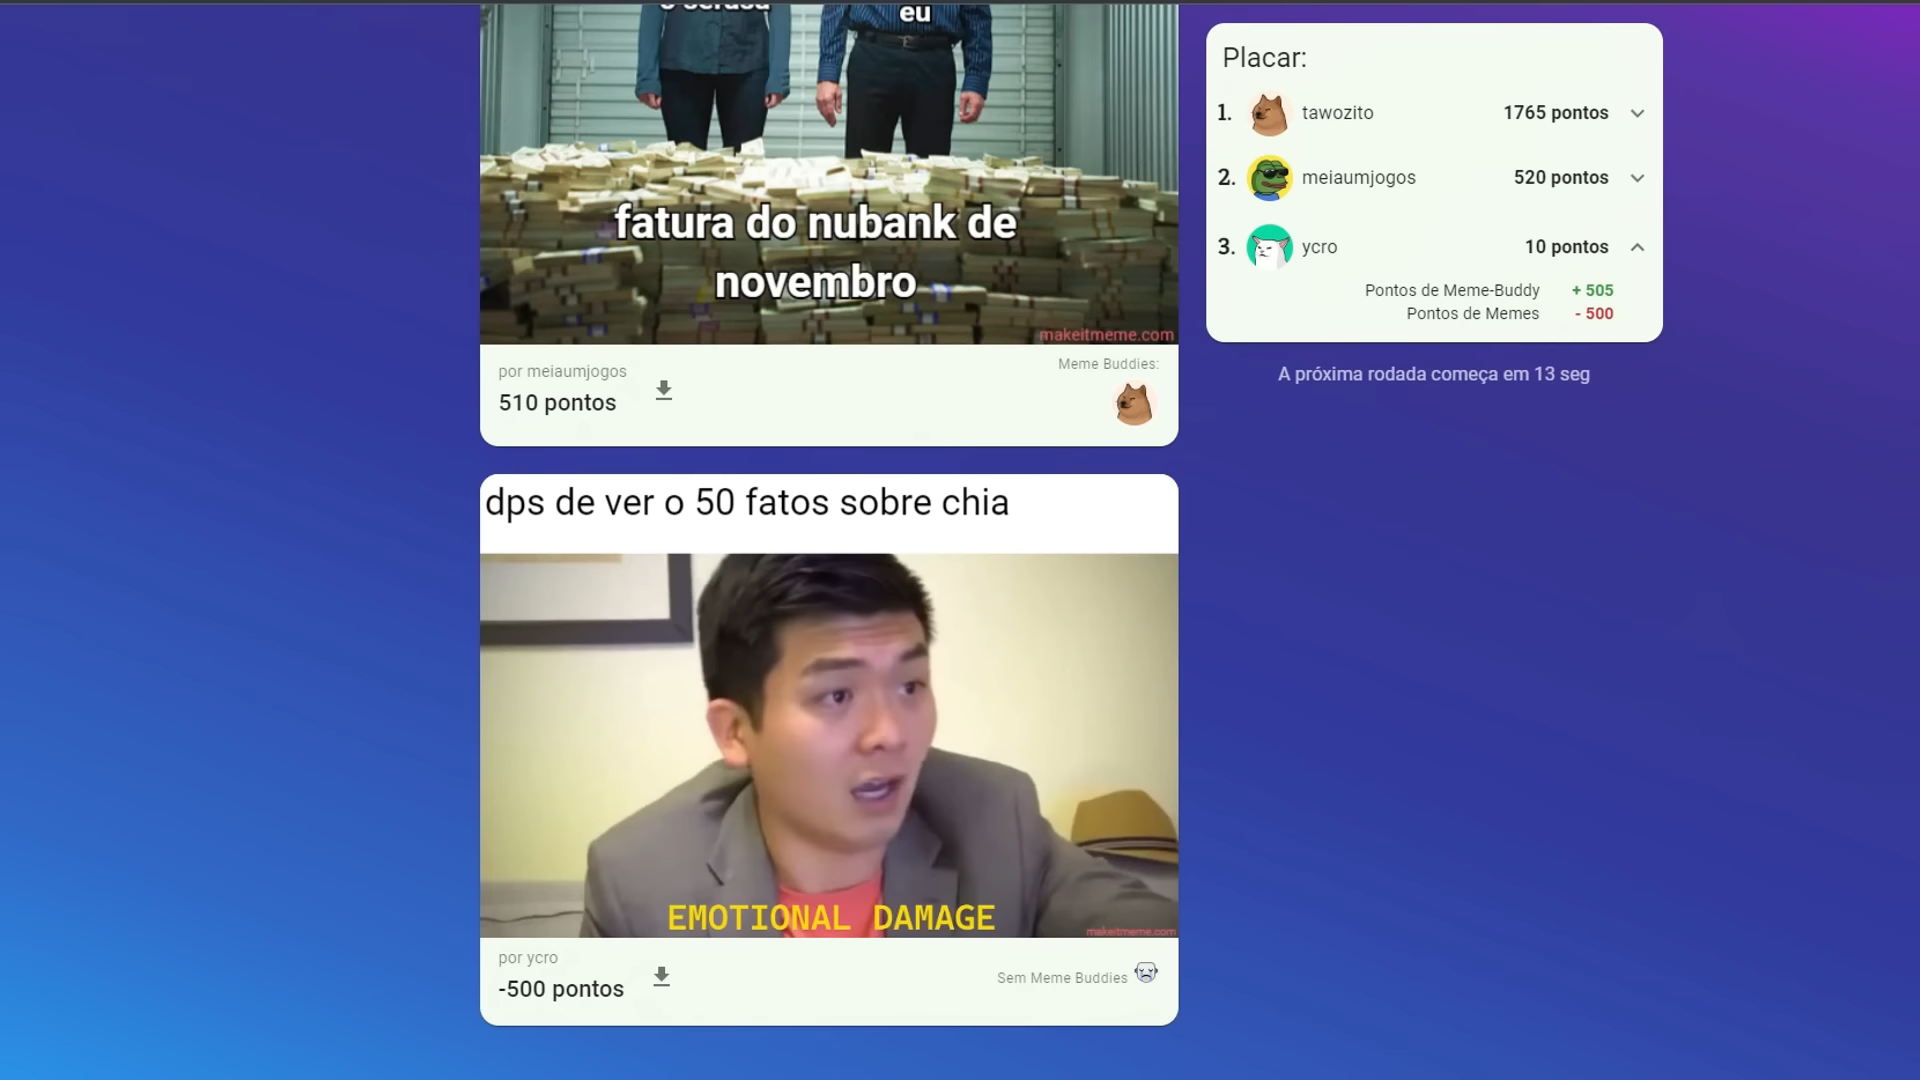 o serasa
eu
fatura do nubank de
novembro
makeitmeme.com
por meiaumjogos
510 pontos
Meme Buddies:
dps de ver o 50 fatos sobre chia
EMOTIONAL DAMAGE
makeitmeme.com
por ycro
-500 pontos
Sem Meme Buddies
Placar:
1. tawozito 1765 pontos
2. meiaumjogos 520 pontos
3. ycro 10 pontos
Pontos de Meme-Buddy + 505
Pontos de Memes - 500
A próxima rodada começa em 13 seg